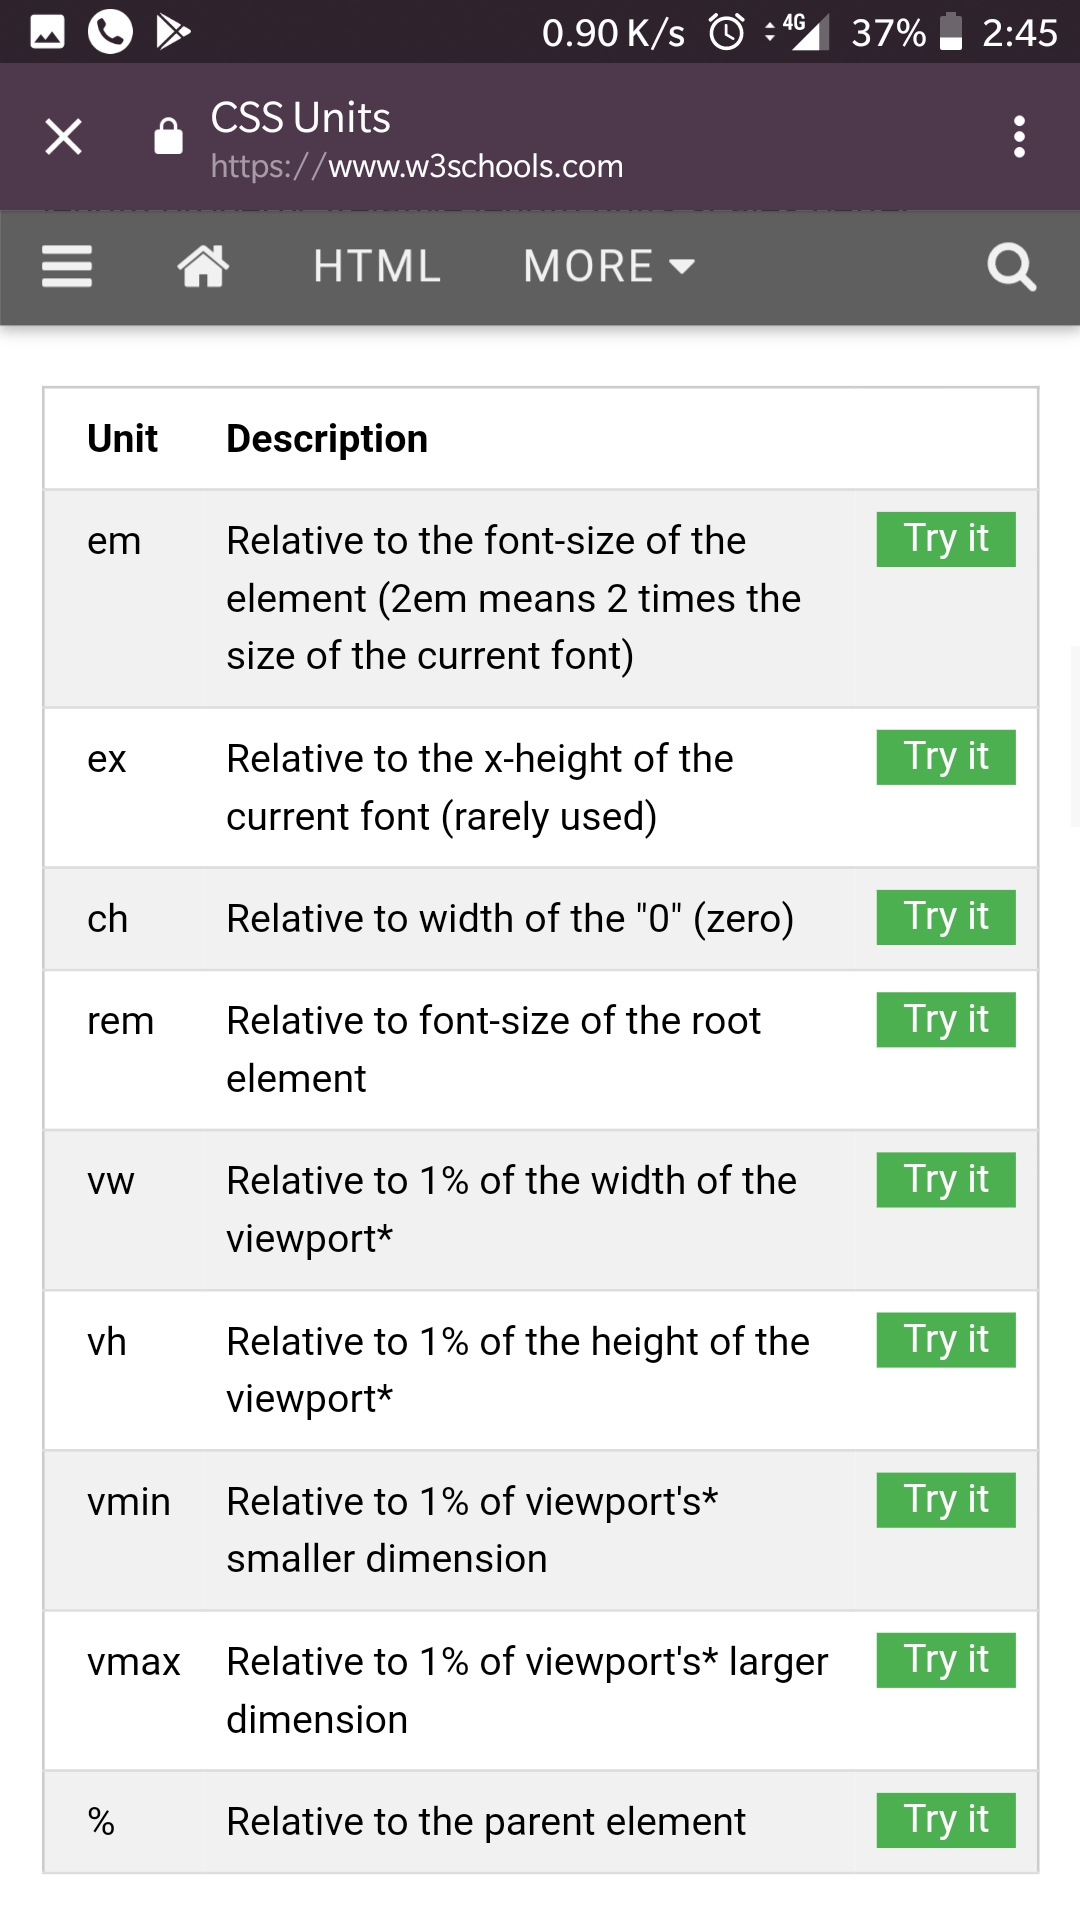 0.90 K/s 4G 37% 2:45
CSS Units
https://www.w3schools.com
HTML MORE
Unit Description
em Relative to the font-size of the Try it
element (2em means 2 times the
size of the current font)
ex Relative to the x-height of the Try it
current font (rarely used)
ch Relative to width of the "0" (zero) Try it
rem Relative to font-size of the root Try it
element
vw Relative to 1% of the width of the Try it
viewport*
vh Relative to 1% of the height of the Try it
viewport*
vmin Relative to 1% of viewport's* Try it
smaller dimension
vmax Relative to 1% of viewport's* larger Try it
dimension
% Relative to the parent element Try it